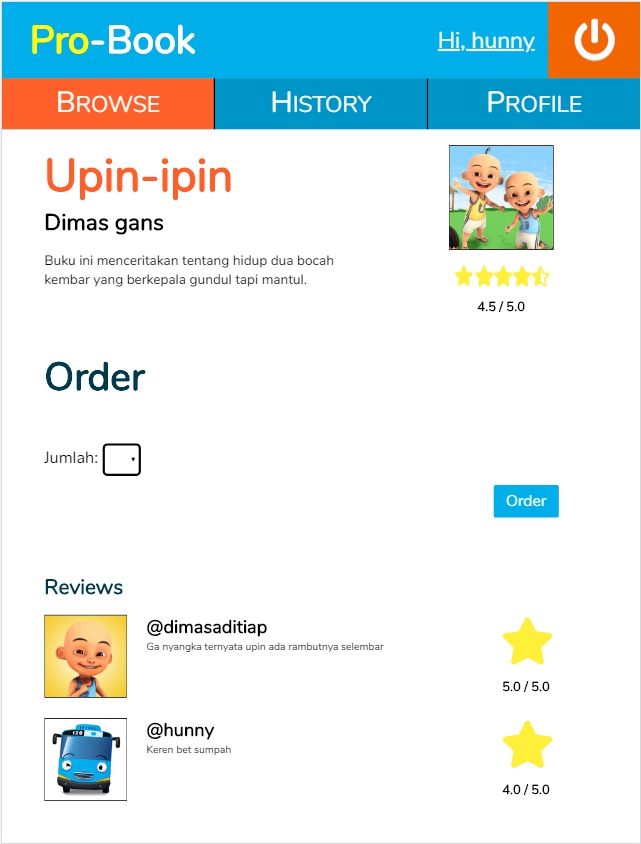 Pro-Book
Hi, hunny
BROWSE
HISTORY
PROFILE
Upin-ipin
Dimas gans
Buku ini menceritakan tentang hidup dua bocah
kembar yang berkepala gundul tapi mantul.
4.5 / 5.0
Order
Jumlah:
Order
Reviews
@dimasaditiap
Ga nyangka ternyata upin ada rambutnya selembar
5.0 / 5.0
120
@hunny
Keren bet sumpah
4.0 / 5.0